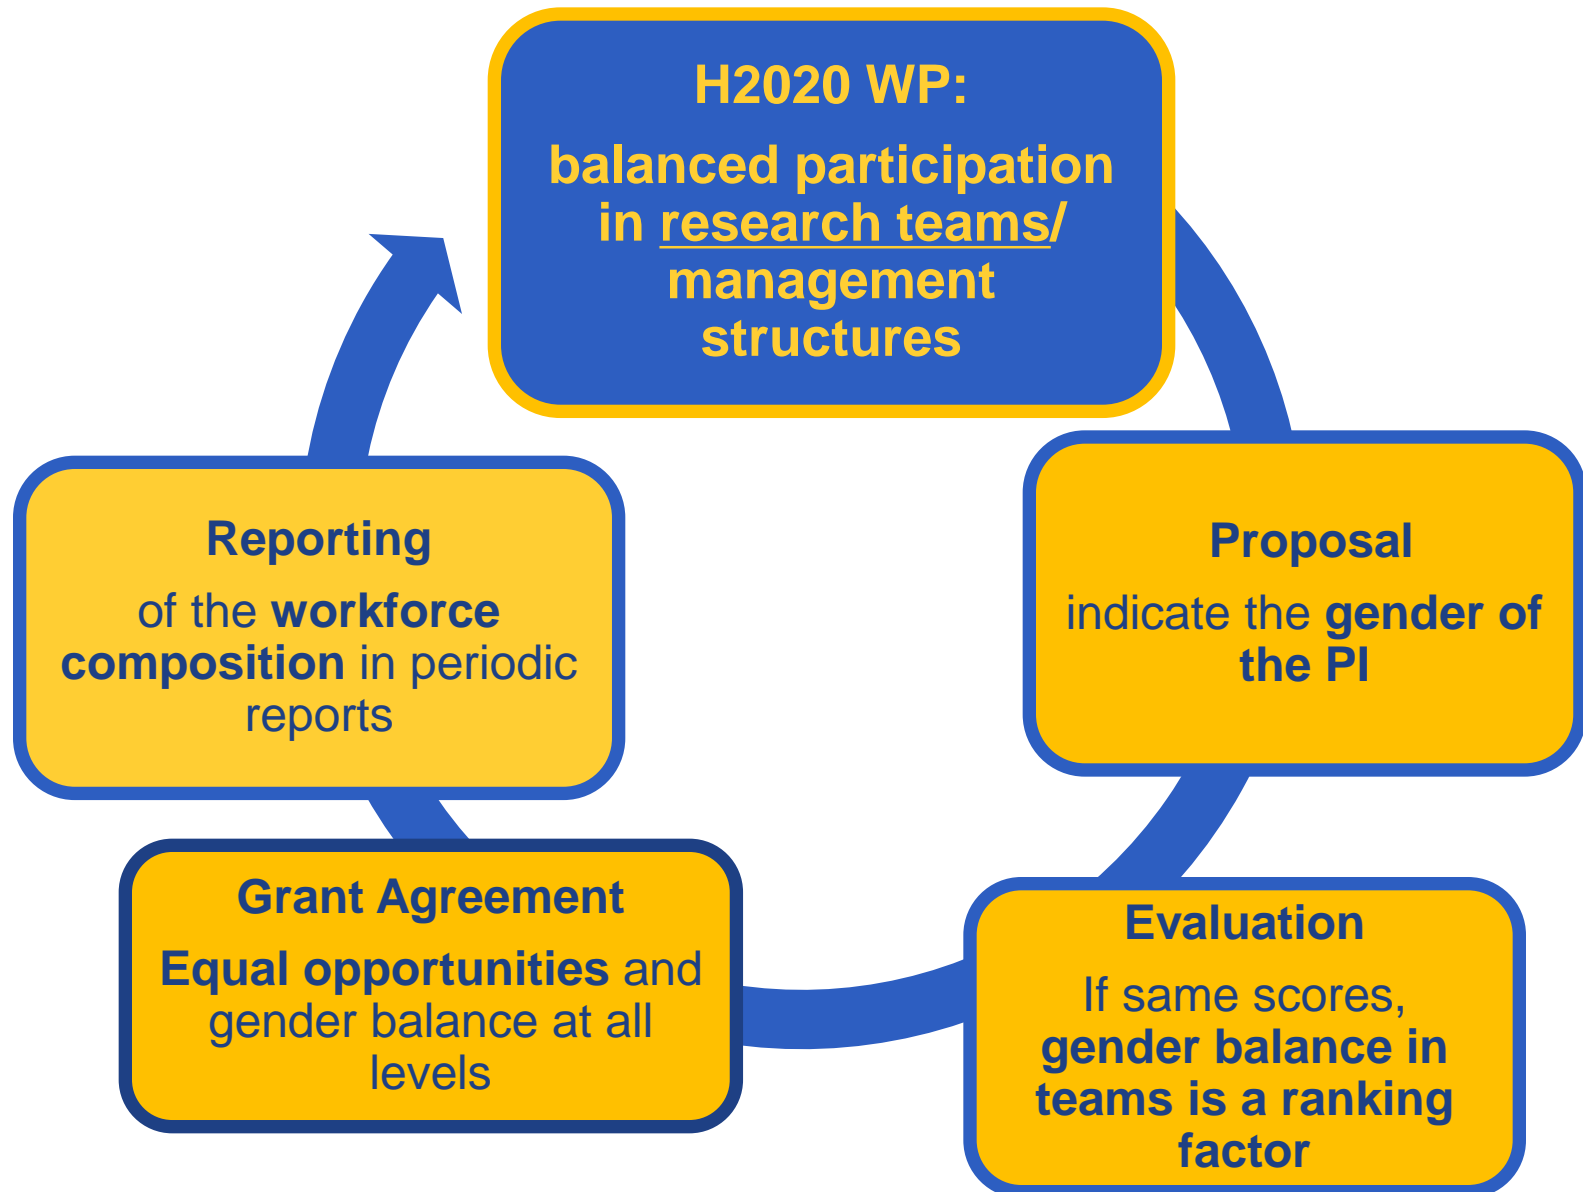 H2020 WP:
balanced participation
in research teams/
management
structures
Proposal
indicate the gender of
the PI
Evaluation
If same scores,
gender balance in
teams is a ranking
factor
Grant Agreement
Equal opportunities and
gender balance at all
levels
Reporting
of the workforce
composition in periodic
reports